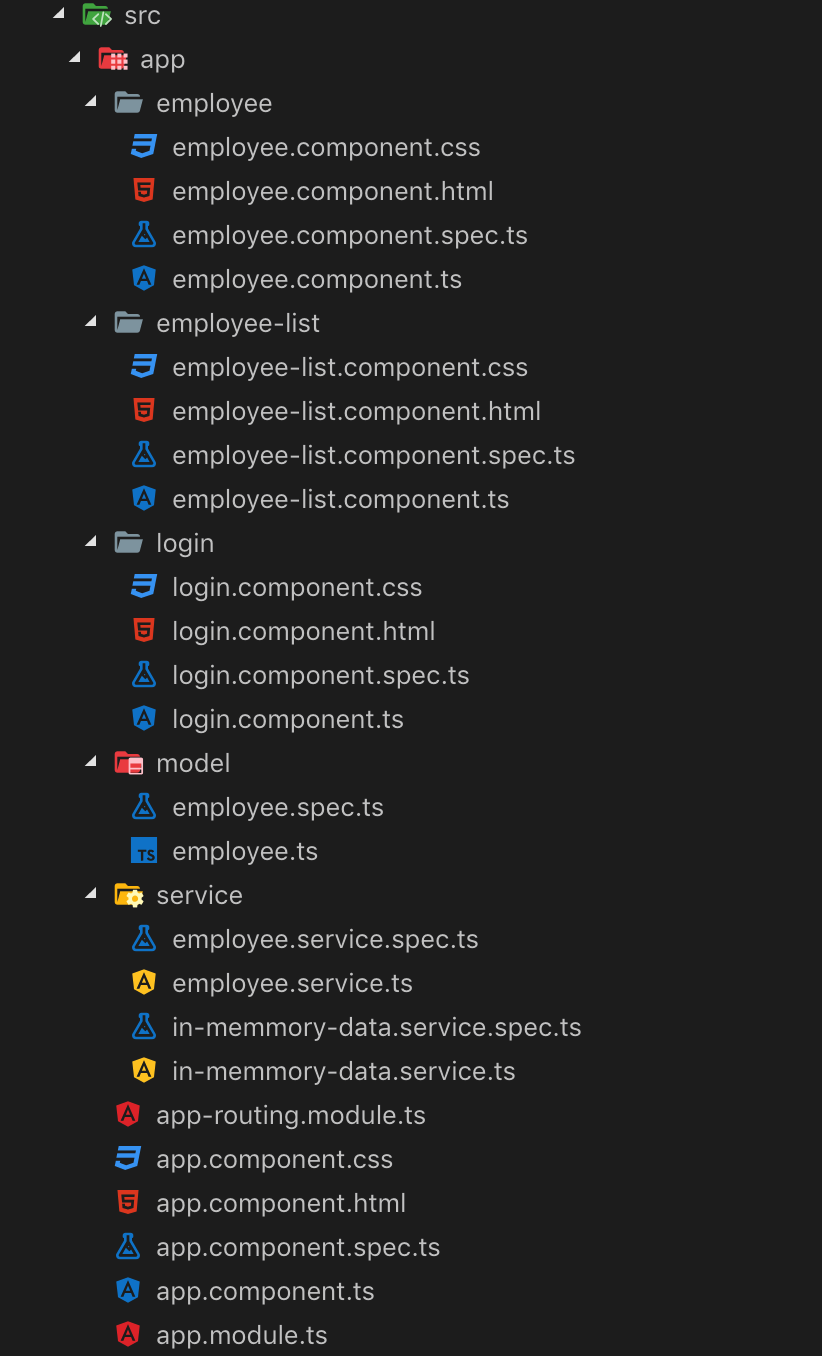 src
app
employee
employee.component.css
employee.component.html
employee.component.spec.ts
employee.component.ts
employee-list
employee-list.component.css
employee-list.component.html
employee-list.component.spec.ts
employee-list.component.ts
login
login.component.css
login.component.html
login.component.spec.ts
login.component.ts
model
employee.spec.ts
TS employee.ts
service
employee.service.spec.ts
employee.service.ts
in-memmory-data.service.spec.ts
in-memmory-data.service.ts
app-routing.module.ts
app.component.css
app.component.html
app.component.spec.ts
app.component.ts
app.module.ts